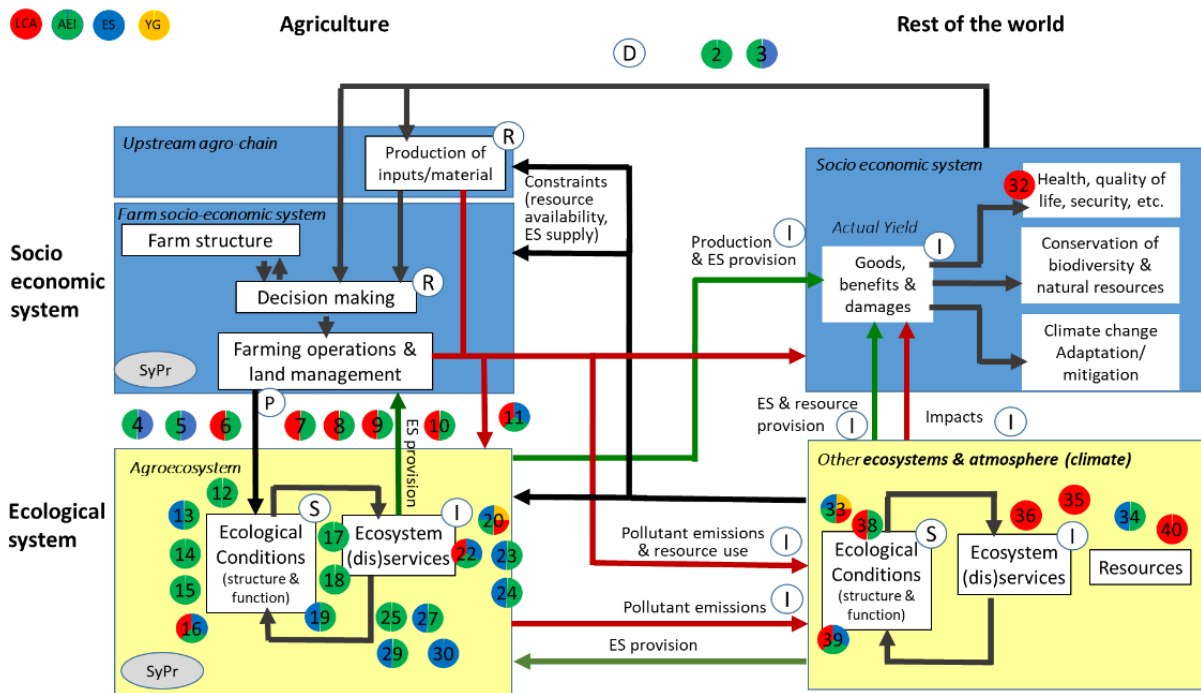 LCA AEI ES YG
Agriculture
Rest of the world
D
2
3
Upstream agro-chain
R
Production of
inputs/material
Constraints
(resource
availability,
ES supply)
Farm socio-economic system
Farm structure
Decision making
R
Farming operations &
land management
SyPr
P
Socio
economic
system
Socio economic system
32
Health, quality of
life, security, etc.
Production
& ES provision
I
Actual Yield
I
Goods,
benefits &
damages
Conservation of
biodiversity &
natural resources
Climate change
Adaptation/
mitigation
4
5
6
7
8
9
10
11
ES provision
ES & resource
provision
I
Impacts
I
Ecological
system
Agroecosystem
12
13
14
15
16
S
Ecological
Conditions
(structure &
function)
17
18
19
I
Ecosystem
(dis)services
20
22
23
24
25
27
29
30
SyPr
Pollutant emissions
& resource use
I
Pollutant emissions
I
ES provision
Other ecosystems & atmosphere (climate)
33
38
S
Ecological
Conditions
(structure &
function)
39
36
35
I
Ecosystem
(dis)services
34
40
Resources